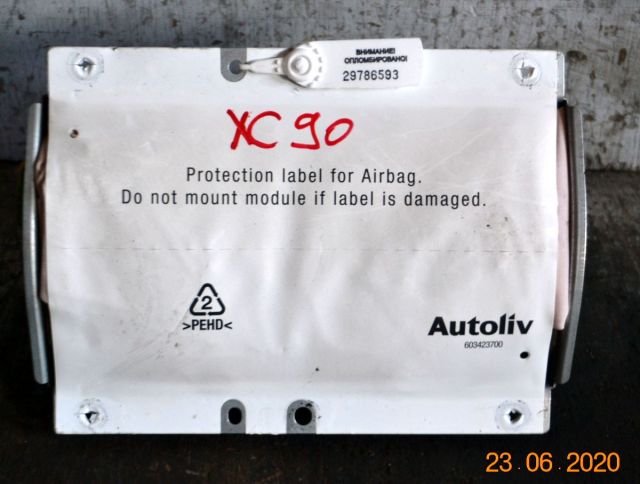 ВНИМАНИЕ!
ОПЛОМБИРОВАНО!
29786593
XC 90
Protection label for Airbag.
Do not mount module if label is damaged.
2
>PEHD<
Autoliv
603423700
23.06.2020